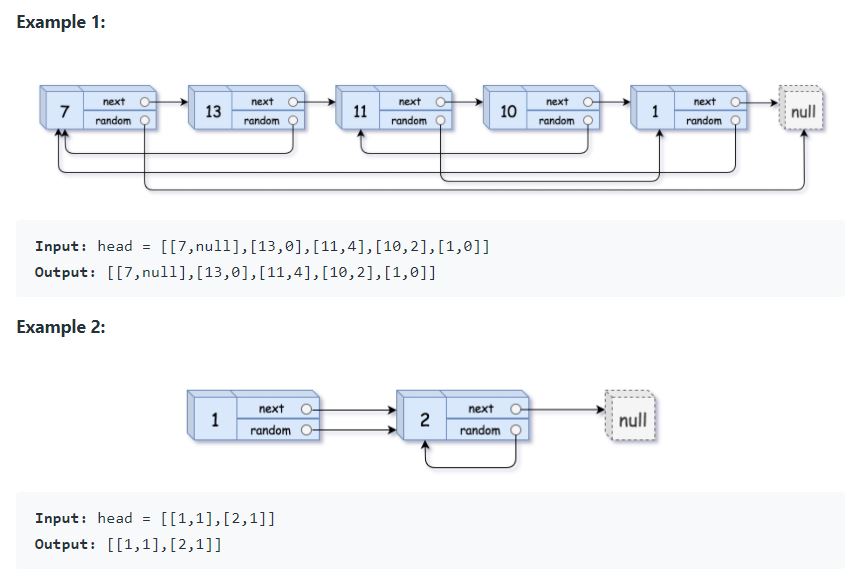 Example 1:
7 next random 13 next random 11 next random 10 next random 1 next random null
Input: head = [[7,null],[13,0],[11,4],[10,2],[1,0]]
Output: [[7,null],[13,0],[11,4],[10,2],[1,0]]
Example 2:
1 next random 2 next random null
Input: head = [[1,1],[2,1]]
Output: [[1,1],[2,1]]